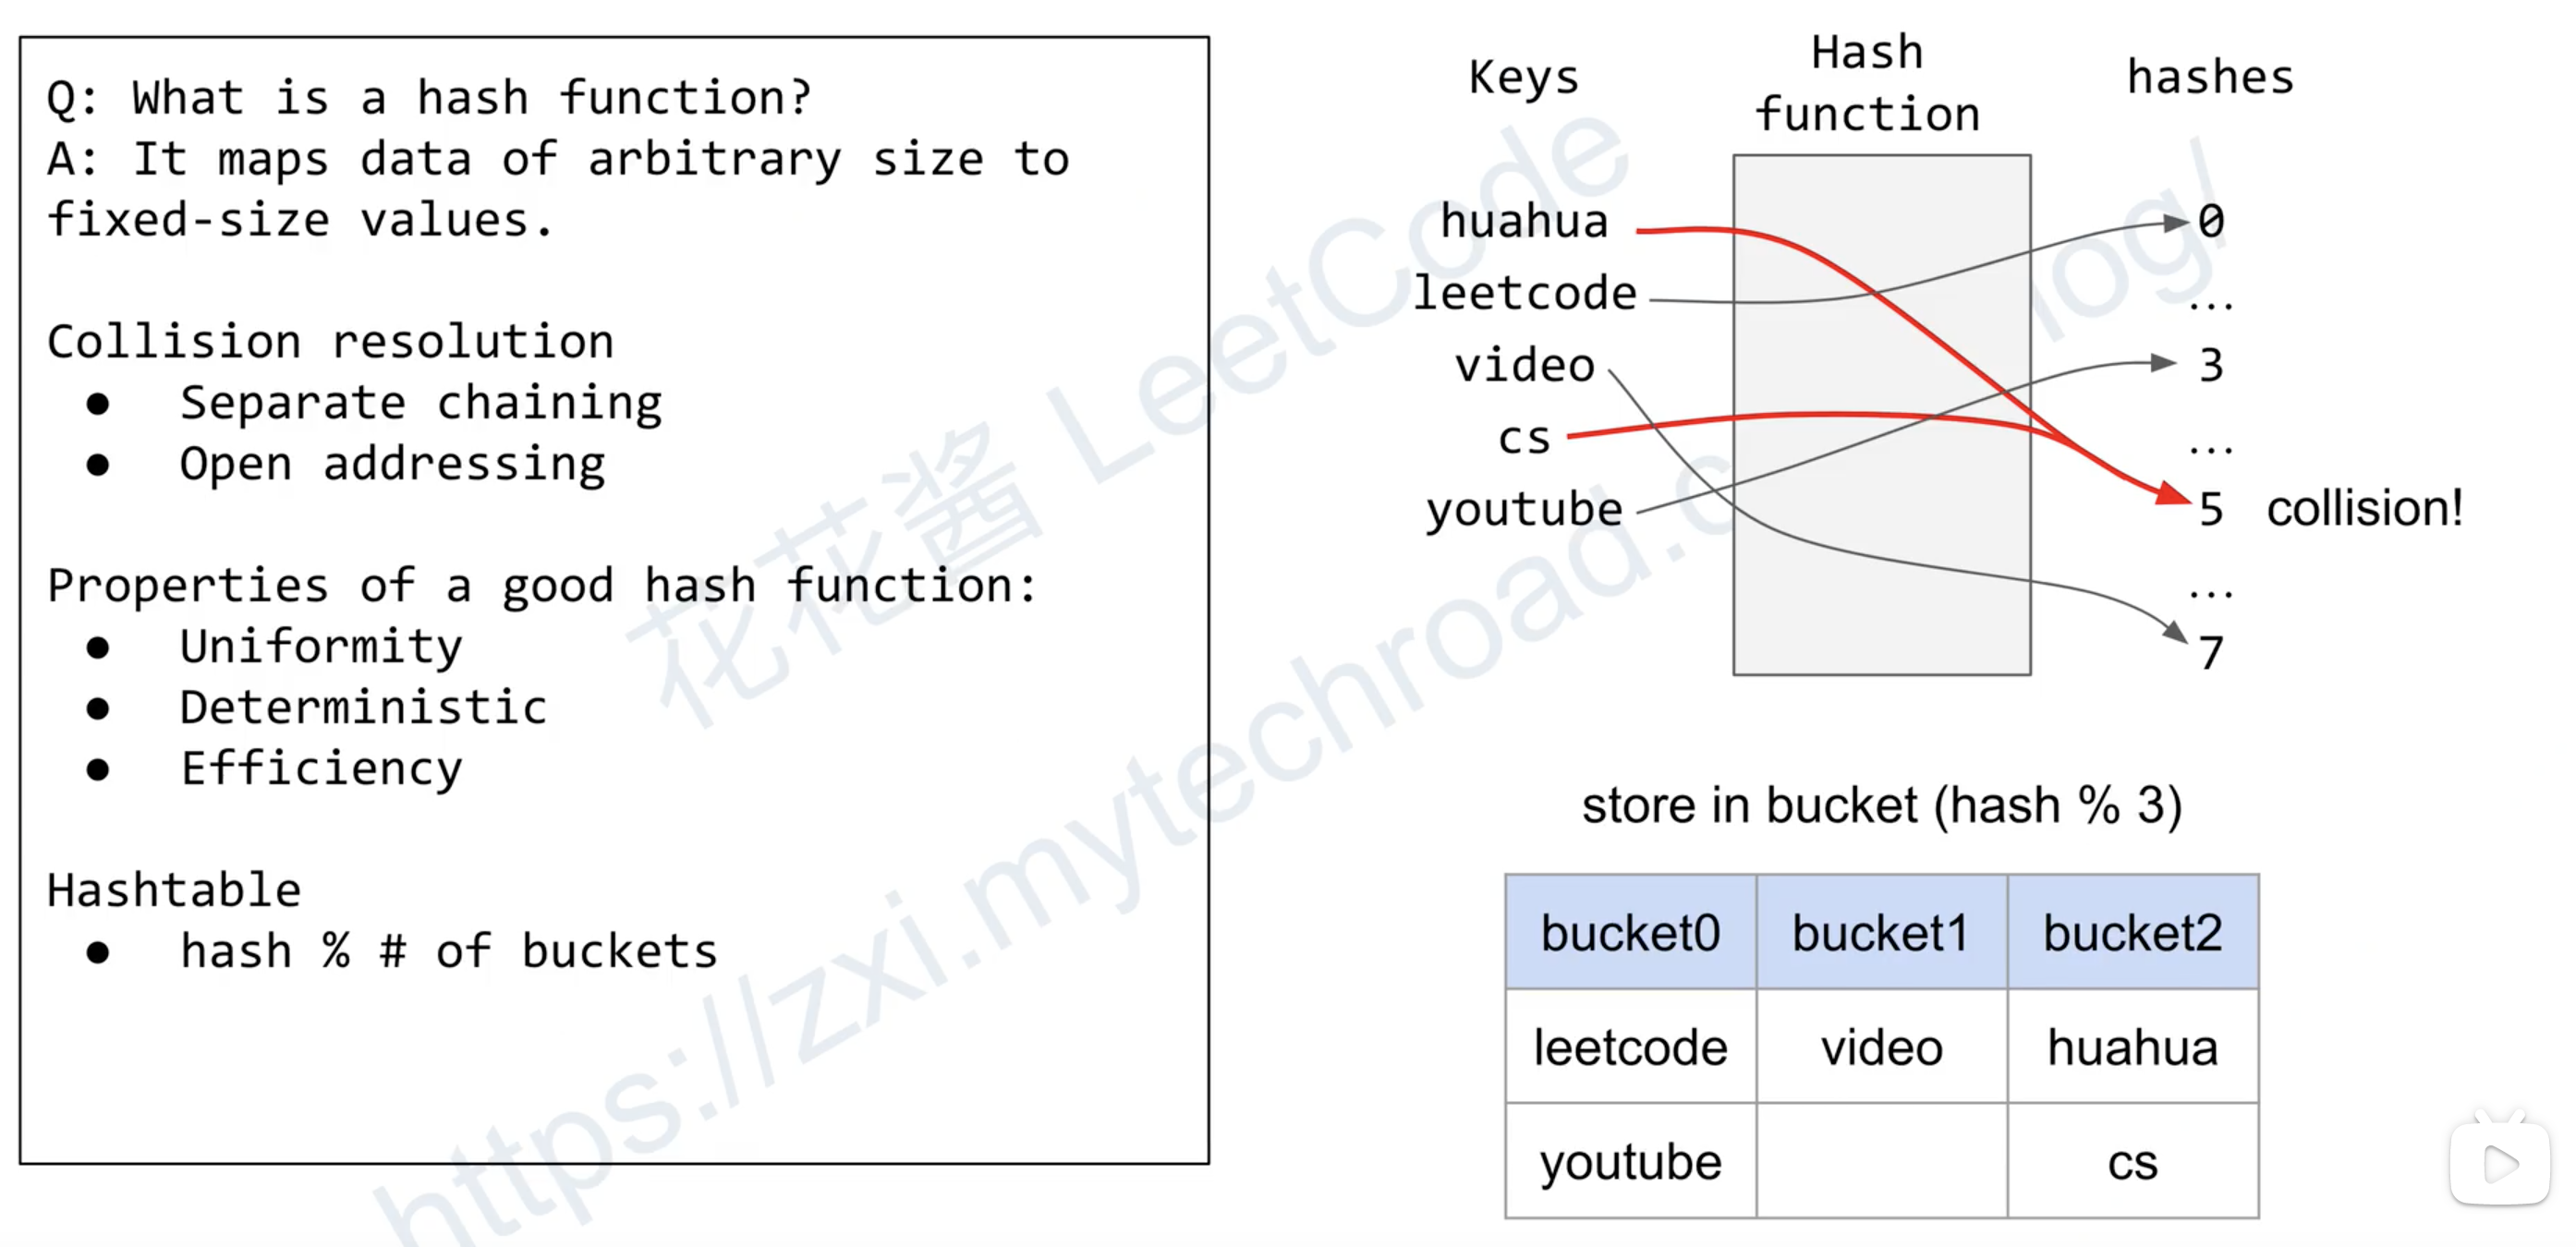 Q: What is a hash function?
A: It maps data of arbitrary size to
fixed-size values.
Collision resolution
● Separate chaining
● Open addressing
Properties of a good hash function:
● Uniformity
● Deterministic
● Efficiency
Hashtable
● hash % # of buckets
Keys
Hash
function
hashes
huahua
leetcode
video
cs
youtube
0
...
3
...
5 collision!
...
7
store in bucket (hash % 3)
bucket0 bucket1 bucket2
leetcode video huahua
youtube cs
花花酱 LeetCode
https://zxi.mytechroad.c
log/